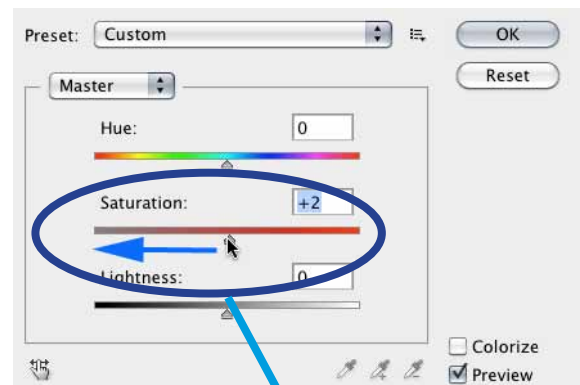 Preset: Custom
OK
Reset
Master
Hue: 0
Saturation: +2
Lightness: 0
Colorize
Preview